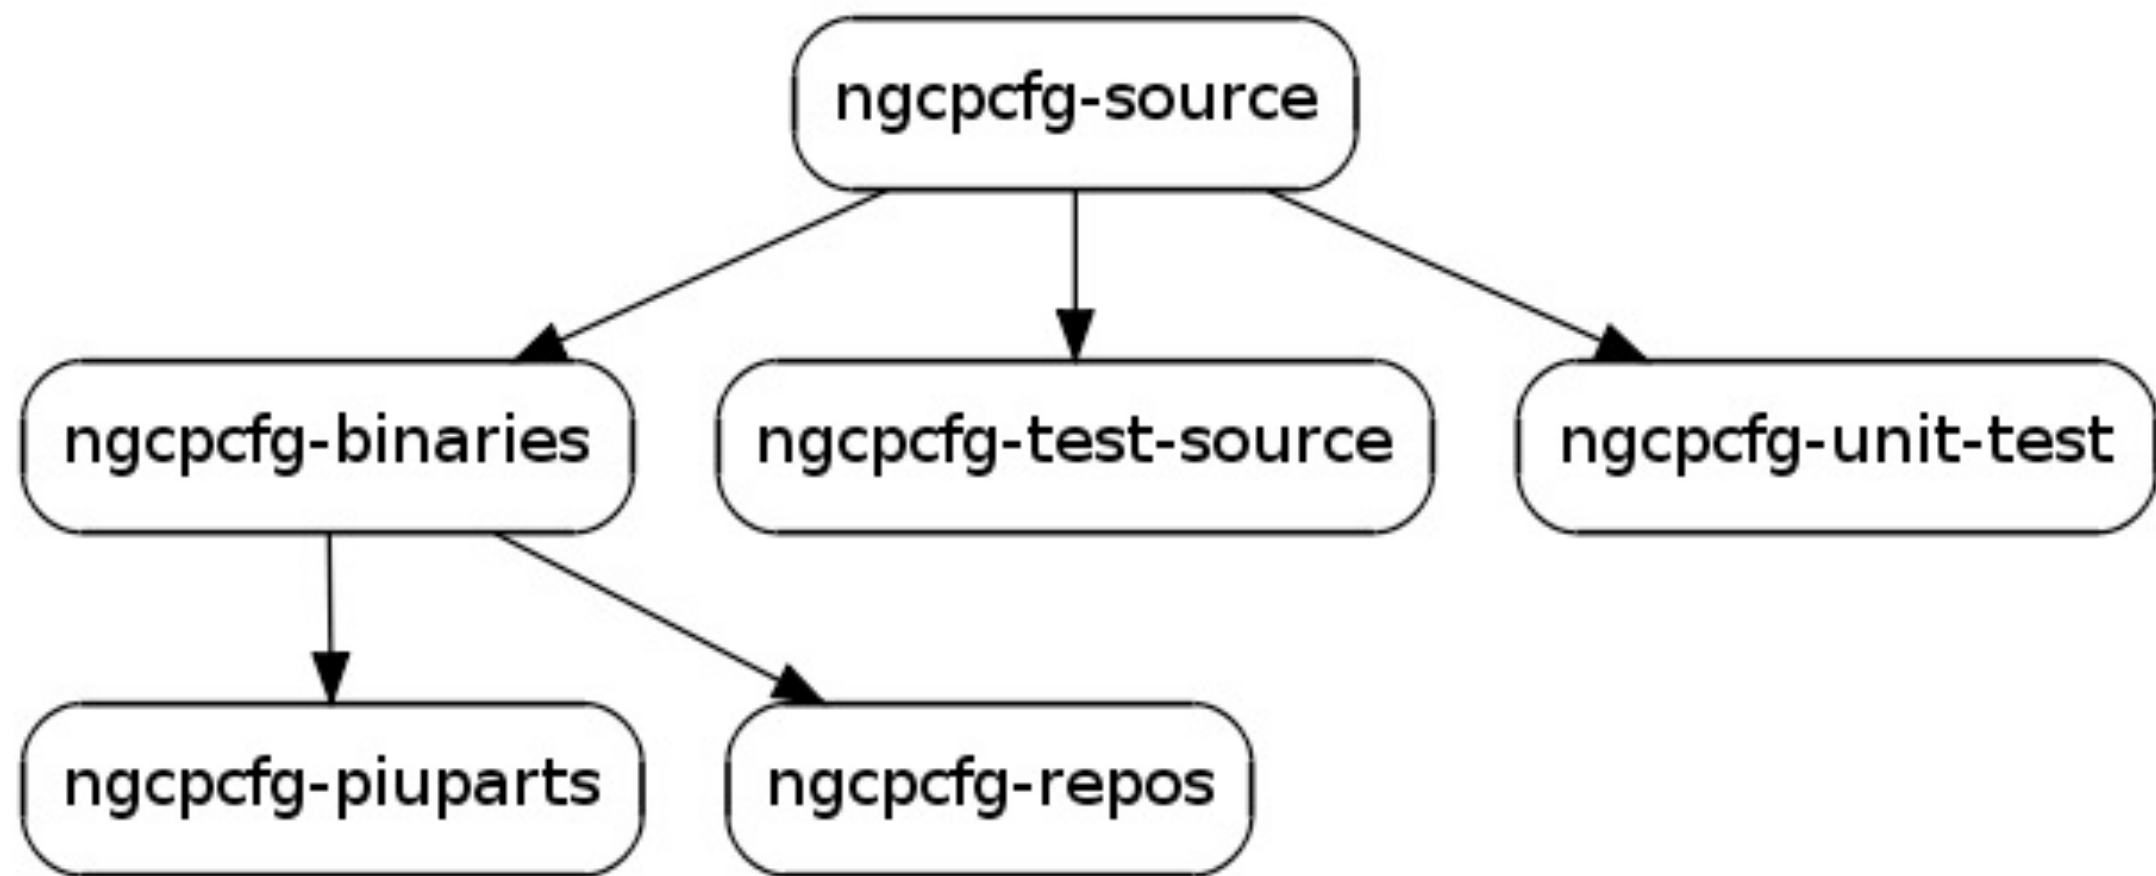 ngcpcfg-source
ngcpcfg-binaries
ngcpcfg-test-source
ngcpcfg-unit-test
ngcpcfg-piuparts
ngcpcfg-repos